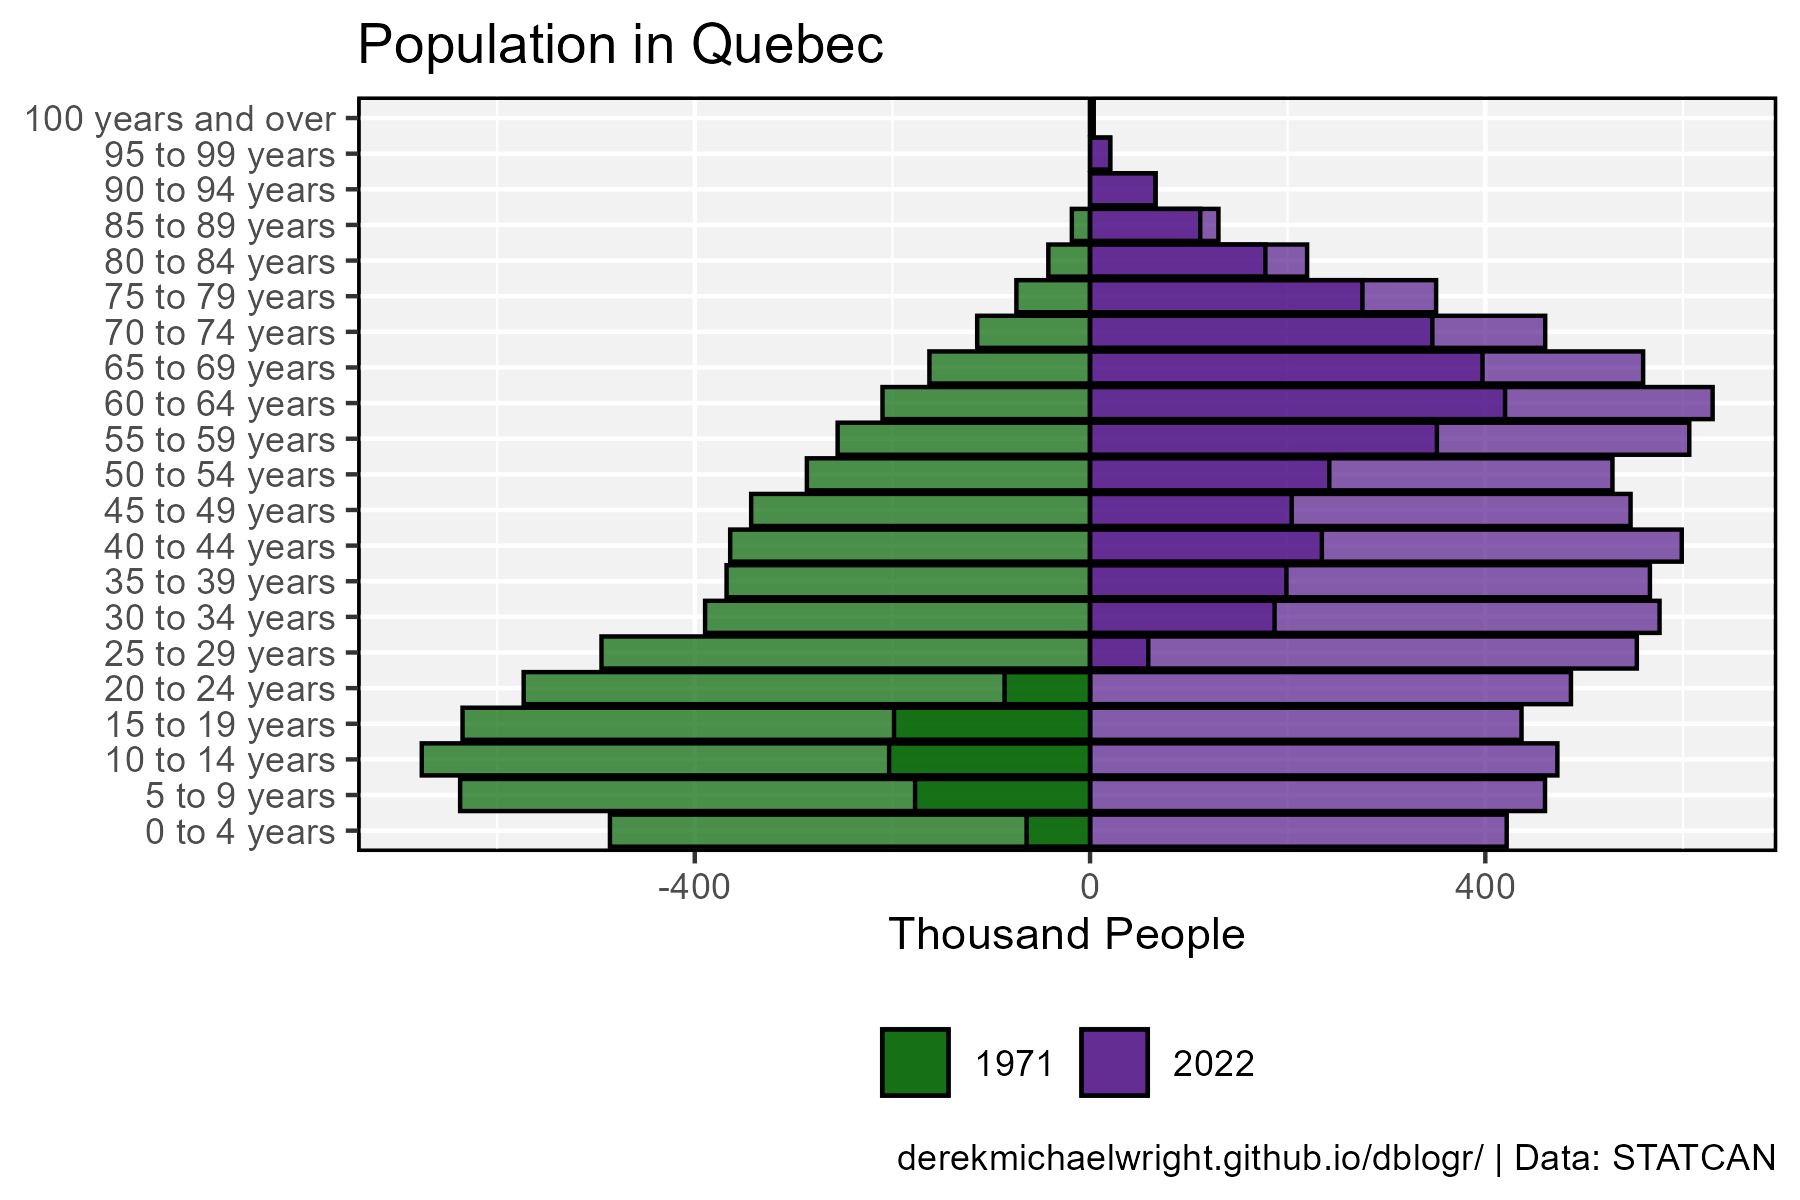 Population in Quebec
100 years and over
95 to 99 years
90 to 94 years
85 to 89 years
80 to 84 years
75 to 79 years
70 to 74 years
65 to 69 years
60 to 64 years
55 to 59 years
50 to 54 years
45 to 49 years
40 to 44 years
35 to 39 years
30 to 34 years
25 to 29 years
20 to 24 years
15 to 19 years
10 to 14 years
5 to 9 years
0 to 4 years
-400 0 400
Thousand People
1971 2022
derekmichaelwright.github.io/dblogr/ | Data: STATCAN